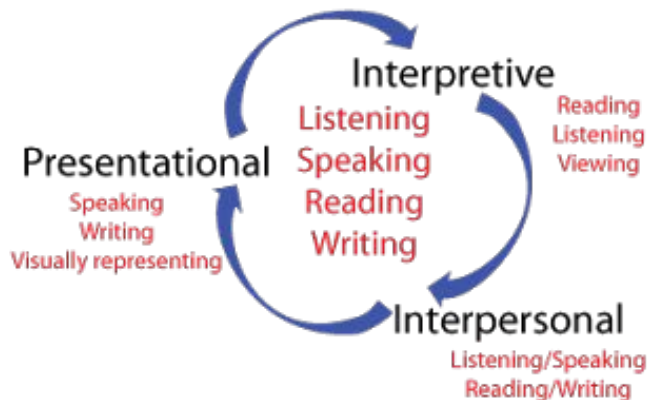 Interpretive
Reading
Listening
Viewing
Listening
Speaking
Reading
Writing
Presentational
Speaking
Writing
Visually representing
Interpersonal
Listening/Speaking
Reading/Writing